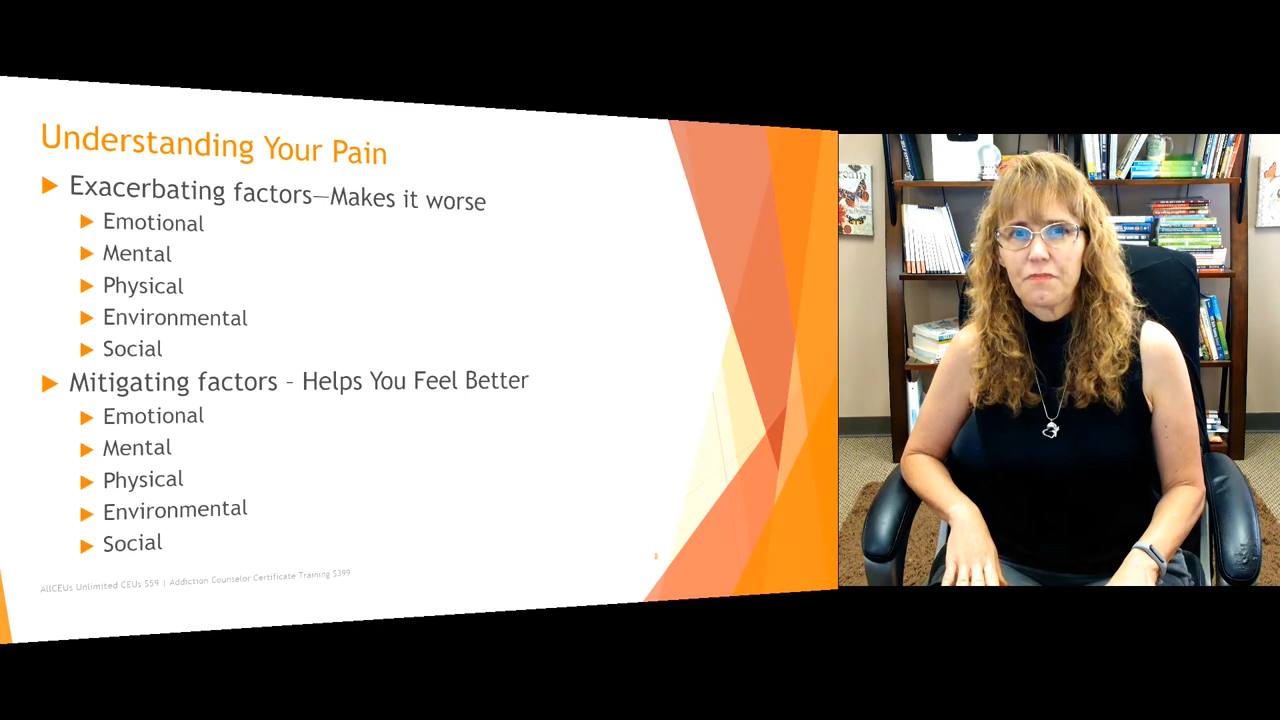 Understanding Your Pain
Exacerbating factors—Makes it worse
Emotional
Mental
Physical
Environmental
Social
Mitigating factors – Helps You Feel Better
Emotional
Mental
Physical
Environmental
Social
8
AllCEUs Unlimited CEUs $59 | Addiction Counselor Certificate Training $399